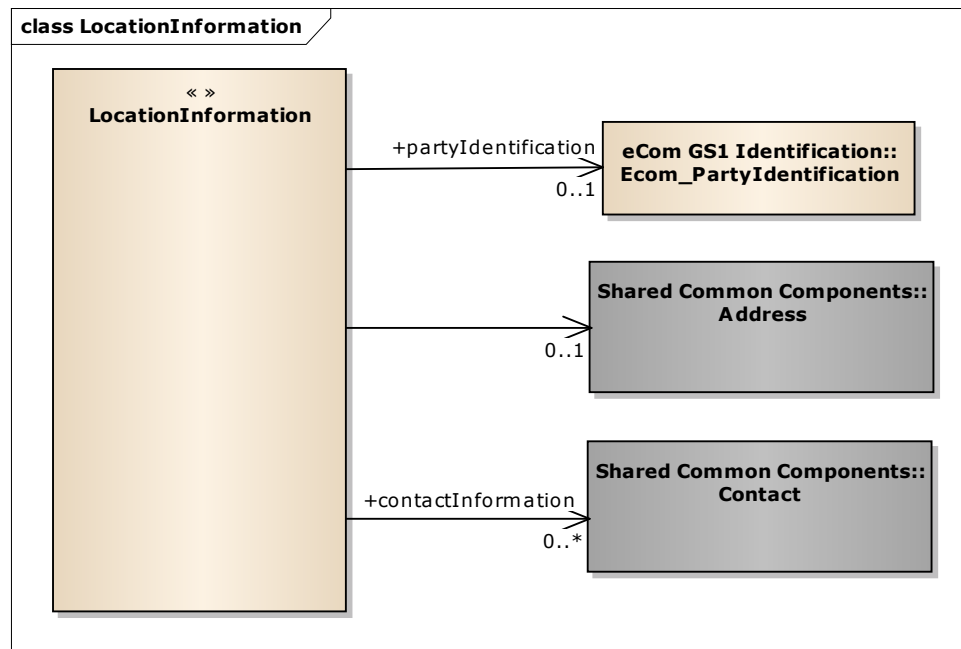 class LocationInformation
« »
LocationInformation
+partyIdentification
0..1
eCom GS1 Identification::
Ecom_PartyIdentification
0..1
Shared Common Components::
Address
+contactInformation
0..*
Shared Common Components::
Contact